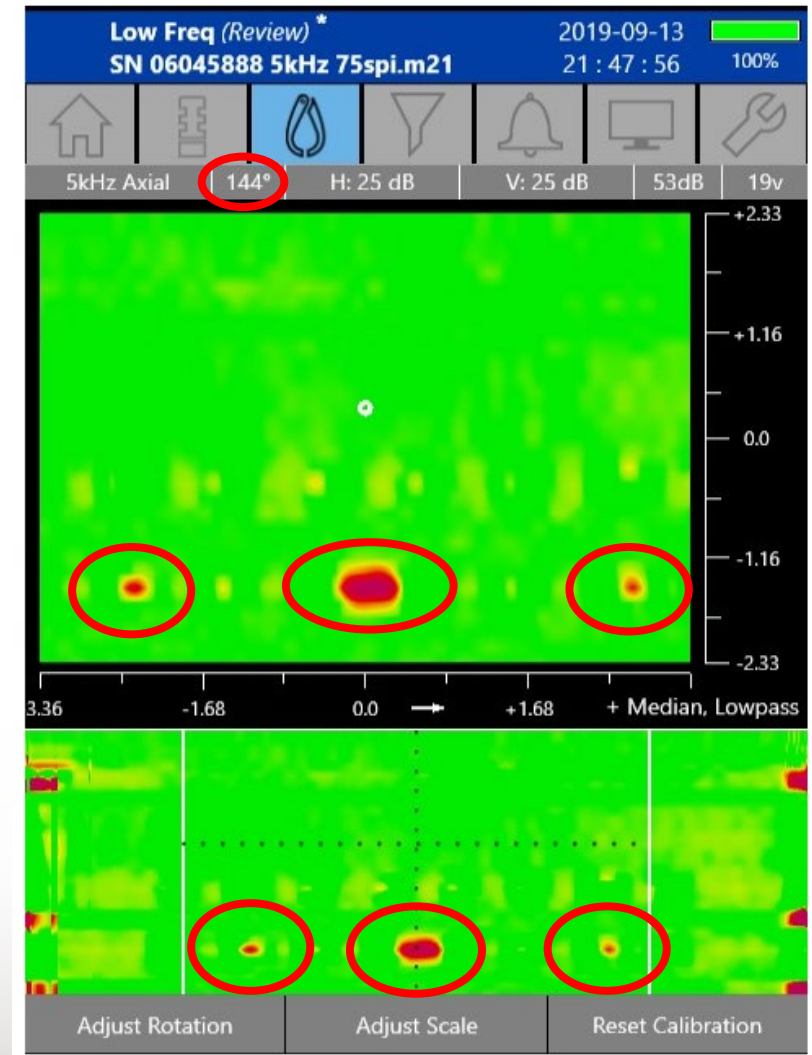 Low Freq (Review) * 2019-09-13
SN 06045888 5kHz 75spi.m21 21 : 47 : 56 100%
5kHz Axial 144° H: 25 dB V: 25 dB 53dB 19v
+2.33
+1.16
0.0
-1.16
-2.33
3.36 -1.68 0.0 +1.68 + Median, Lowpass
Adjust Rotation Adjust Scale Reset Calibration